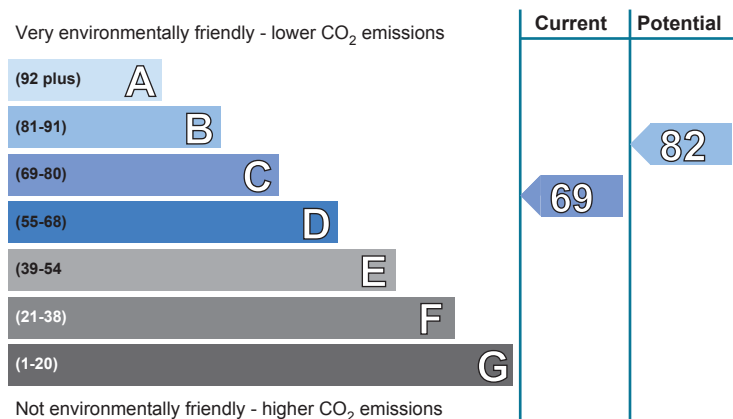 Very environmentally friendly - lower CO2 emissions
Current Potential
(92 plus) A
(81-91) B
82
(69-80) C
69
(55-68) D
(39-54 E
(21-38) F
(1-20) G
Not environmentally friendly - higher CO2 emissions